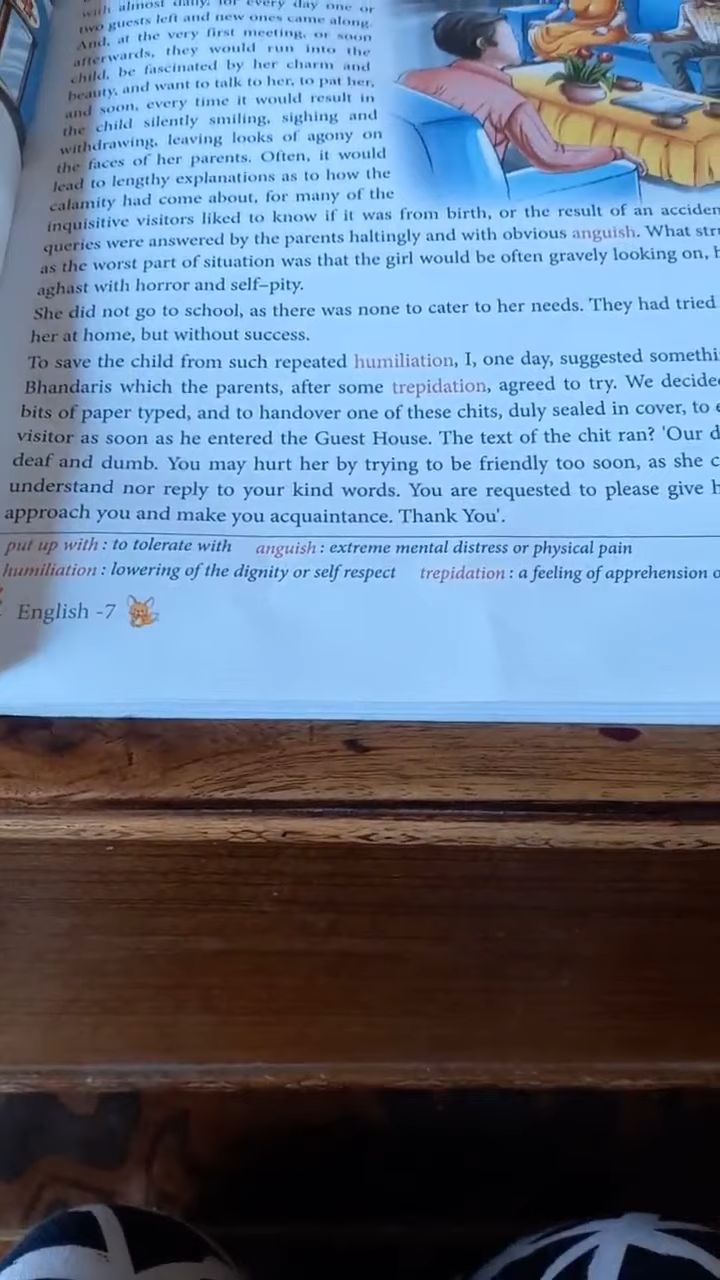 with almost daily, for every day one or
two guests left and new ones came along.
And, at the very first meeting, or soon
afterwards, they would run into the
child, be fascinated by her charm and
beauty, and want to talk to her, to pat her,
and soon, every time it would result in
the child silently smiling, sighing and
withdrawing, leaving looks of agony on
the faces of her parents. Often, it would
lead to lengthy explanations as to how the
calamity had come about, for many of the
inquisitive visitors liked to know if it was from birth, or the result of an acciden
queries were answered by the parents haltingly and with obvious anguish. What str
as the worst part of situation was that the girl would be often gravely looking on, h
aghast with horror and self-pity.
She did not go to school, as there was none to cater to her needs. They had tried
her at home, but without success.
To save the child from such repeated humiliation, I, one day, suggested somethi
Bhandaris which the parents, after some trepidation, agreed to try. We decide
bits of paper typed, and to handover one of these chits, duly sealed in cover, to
visitor as soon as he entered the Guest House. The text of the chit ran? 'Our d
deaf and dumb. You may hurt her by trying to be friendly too soon, as she c
understand nor reply to your kind words. You are requested to please give h
approach you and make you acquaintance. Thank You'.
put up with : to tolerate with anguish : extreme mental distress or physical pain
humiliation : lowering of the dignity or self respect trepidation : a feeling of apprehension o
English -7